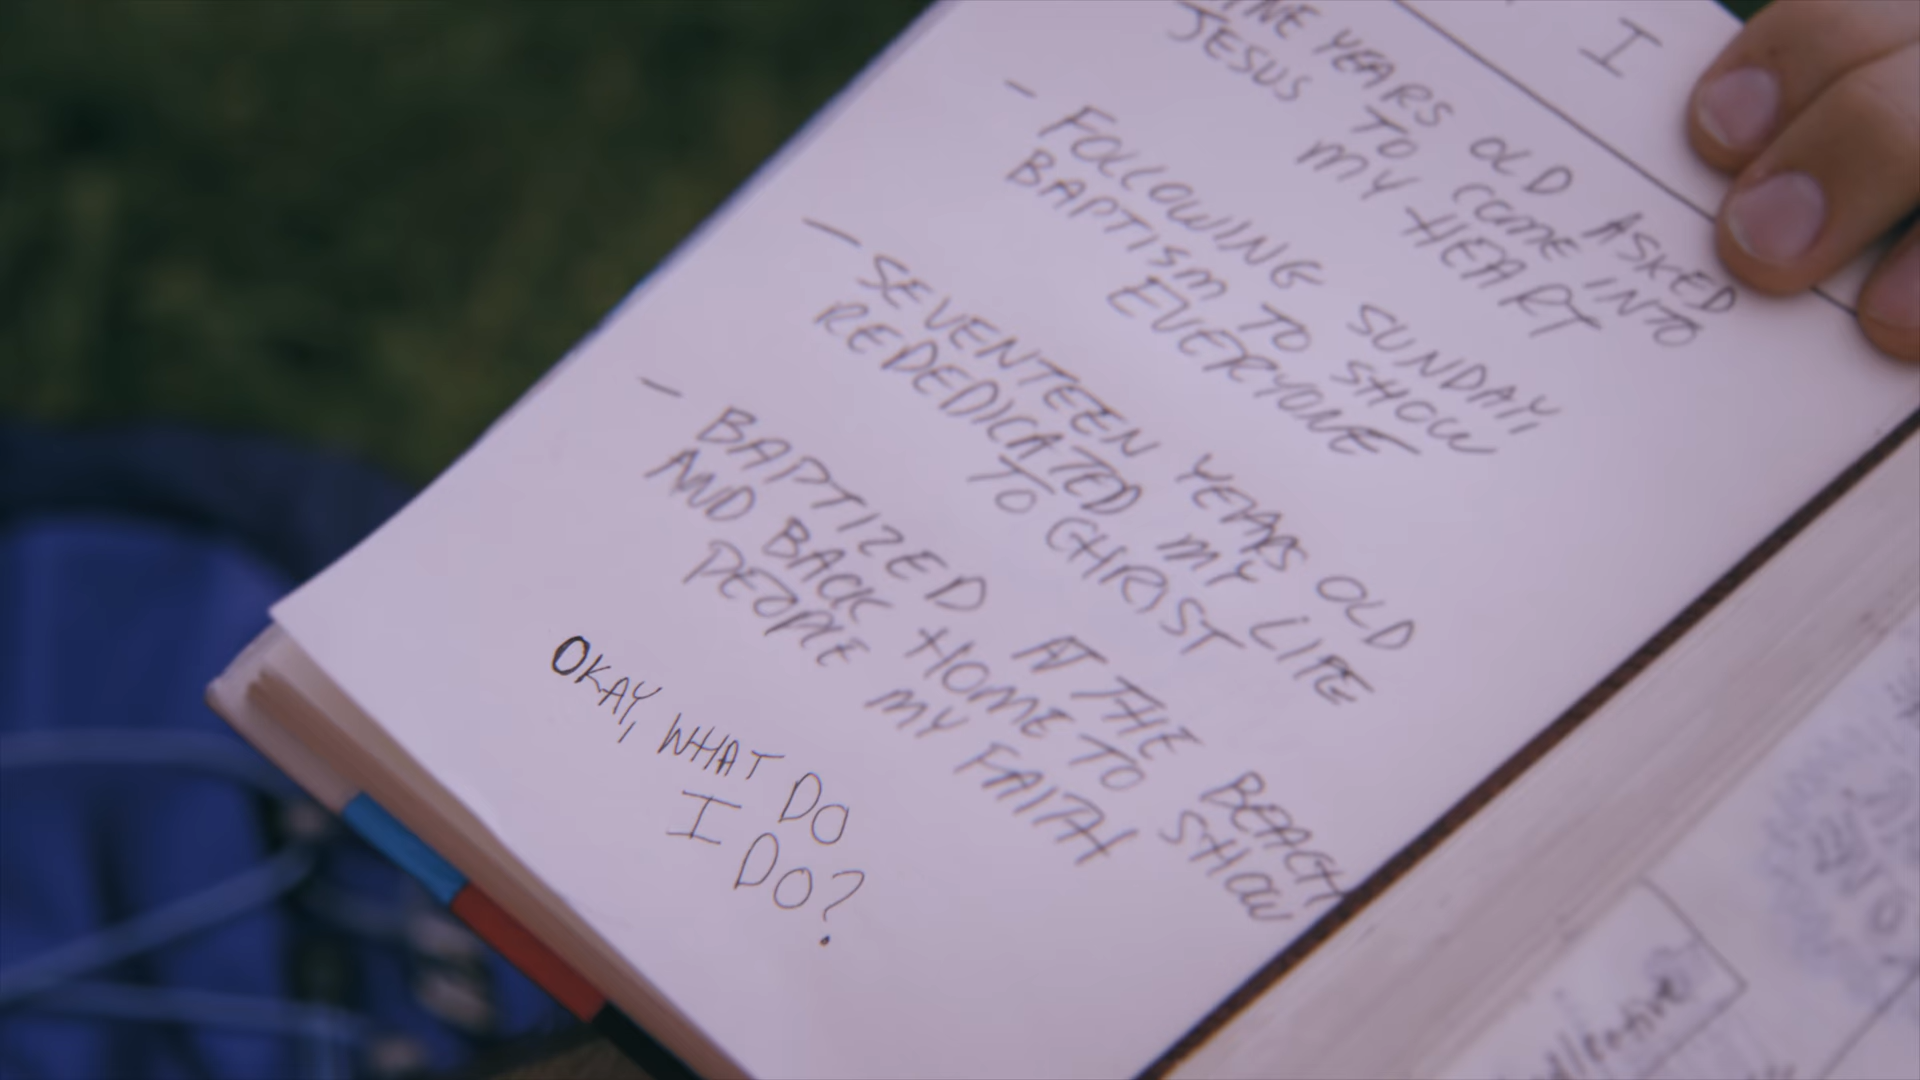 I
YEARS OLD ASKED
JESUS TO COME INTO
MY HEART
- FOLLOWING SUNDAY,
BAPTISM TO SHOW
EVERYONE
- SEVENTEEN YEARS OLD
REDEDICATED MY LIFE
TO CHRIST
- BAPTIZED AT THE BEACH
AND BACK HOME TO SHOW
PEOPLE MY FAITH
OKAY, WHAT DO
I DO?